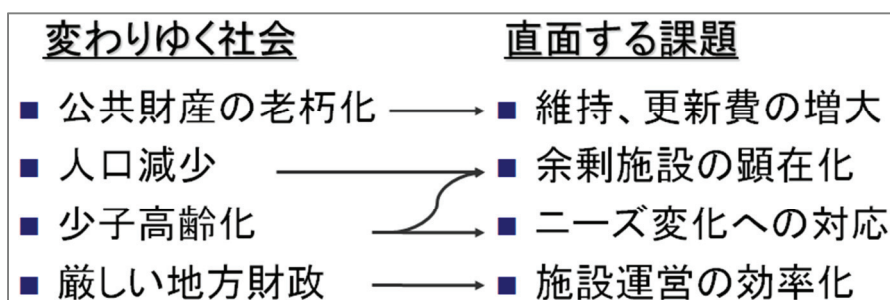 変わりゆく社会 直面する課題
■ 公共財産の老朽化 ■ 維持、更新費の増大
■ 人口減少 ■ 余剰施設の顕在化
■ 少子高齢化 ■ ニーズ変化への対応
■ 厳しい地方財政 ■ 施設運営の効率化